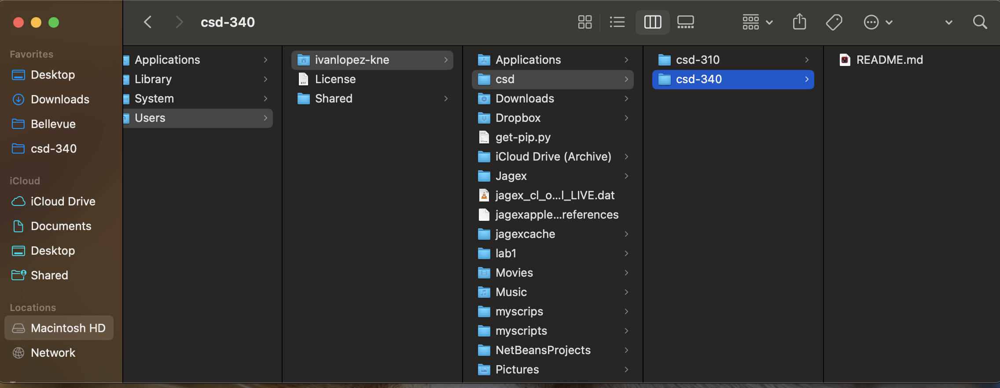 csd-340
Favorites
Desktop
Downloads
Bellevue
csd-340
iCloud
iCloud Drive
Documents
Desktop
Shared
Locations
Macintosh HD
Network
Applications
Library
System
Users
ivanlopez-kne
License
Shared
Applications
csd
Downloads
Dropbox
get-pip.py
iCloud Drive (Archive)
Jagex
jagex_cl_o...l_LIVE.dat
jagexapple...references
jagexcache
lab1
Movies
Music
myscrips
myscripts
NetBeansProjects
Pictures
csd-310
csd-340
README.md